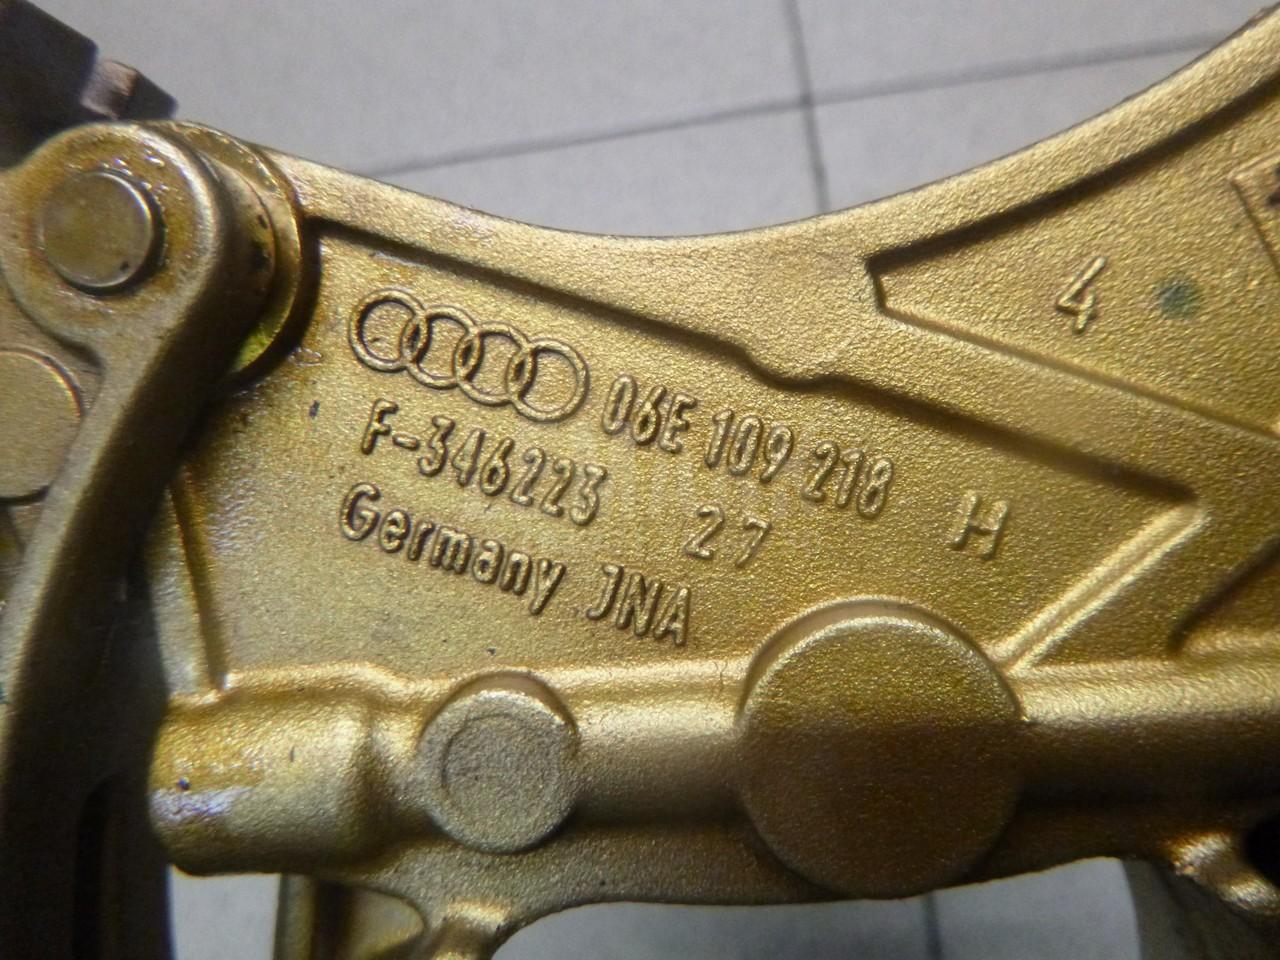 4
06E 109 218 H
F-346223 27
Germany JNA